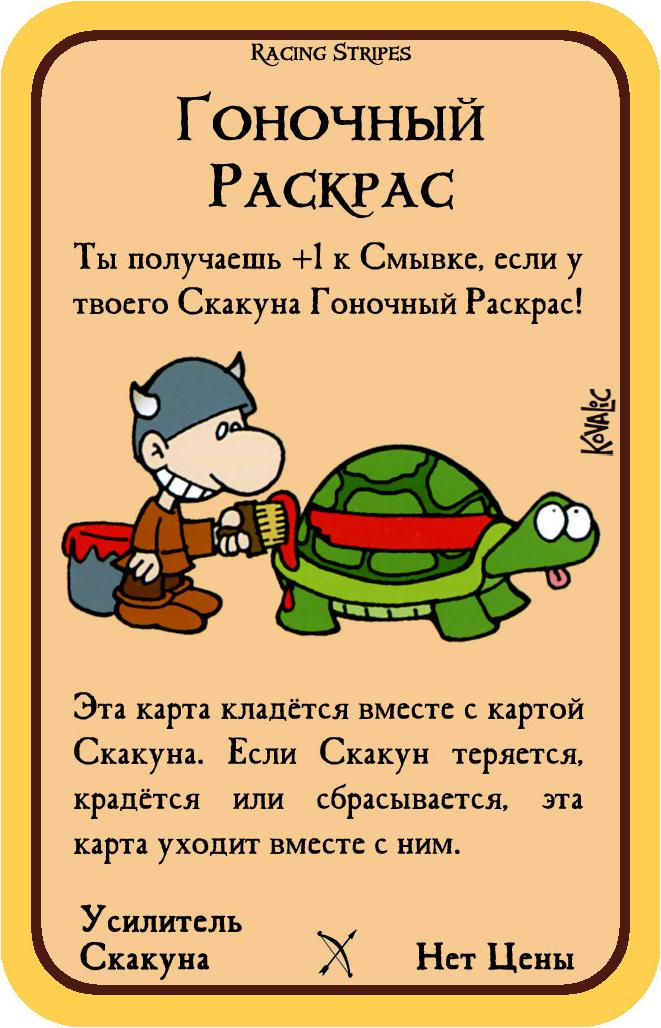 Racing Stripes
Гоночный
Раскрас
Ты получаешь +1 к Смывке, если у
твоего Скакуна Гоночный Раскрас!
Kovalic
Эта карта кладётся вместе с картой
Скакуна. Если Скакун теряется,
крадётся или сбрасывается, эта
карта уходит вместе с ним.
Усилитель
Скакуна
Нет Цены